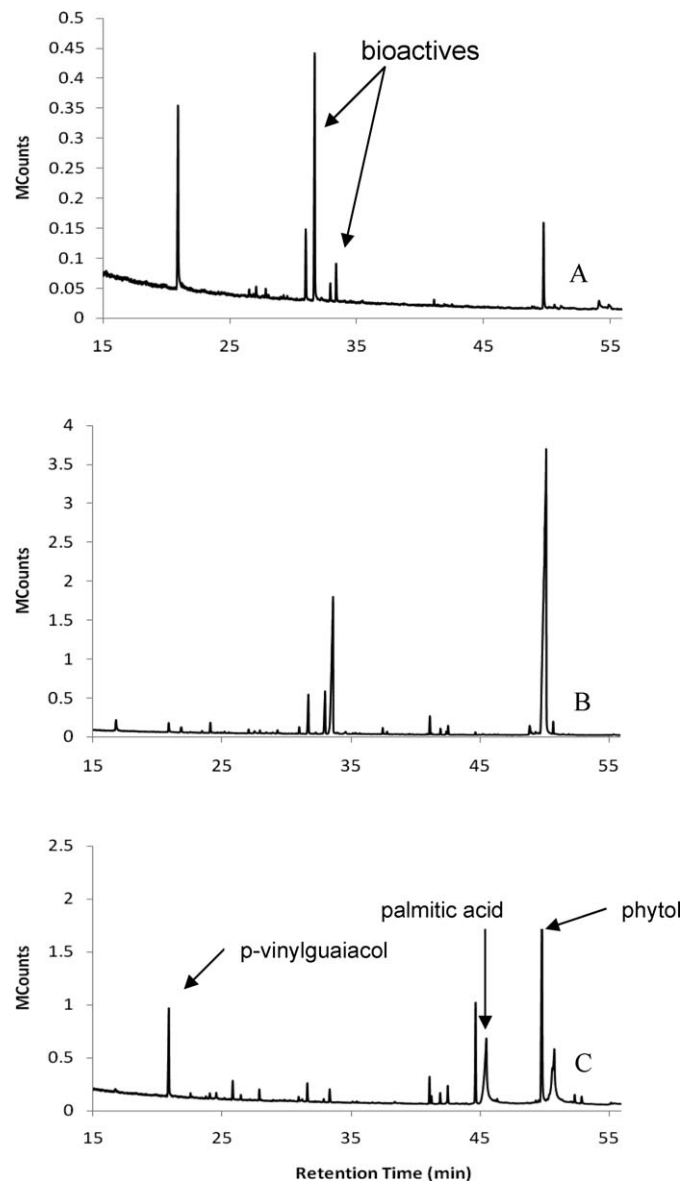 bioactives
0.5
0.45
0.4
0.35
0.3
0.25
0.2
0.15
0.1
0.05
0
MCounts
A
15 25 35 45 55
4
3.5
3
2.5
2
1.5
1
0.5
0
MCounts
B
15 25 35 45 55
2.5
2
1.5
1
0.5
0
MCounts
palmitic acid
phytol
p-vinylguaiacol
C
15 25 35 45 55
Retention Time (min)